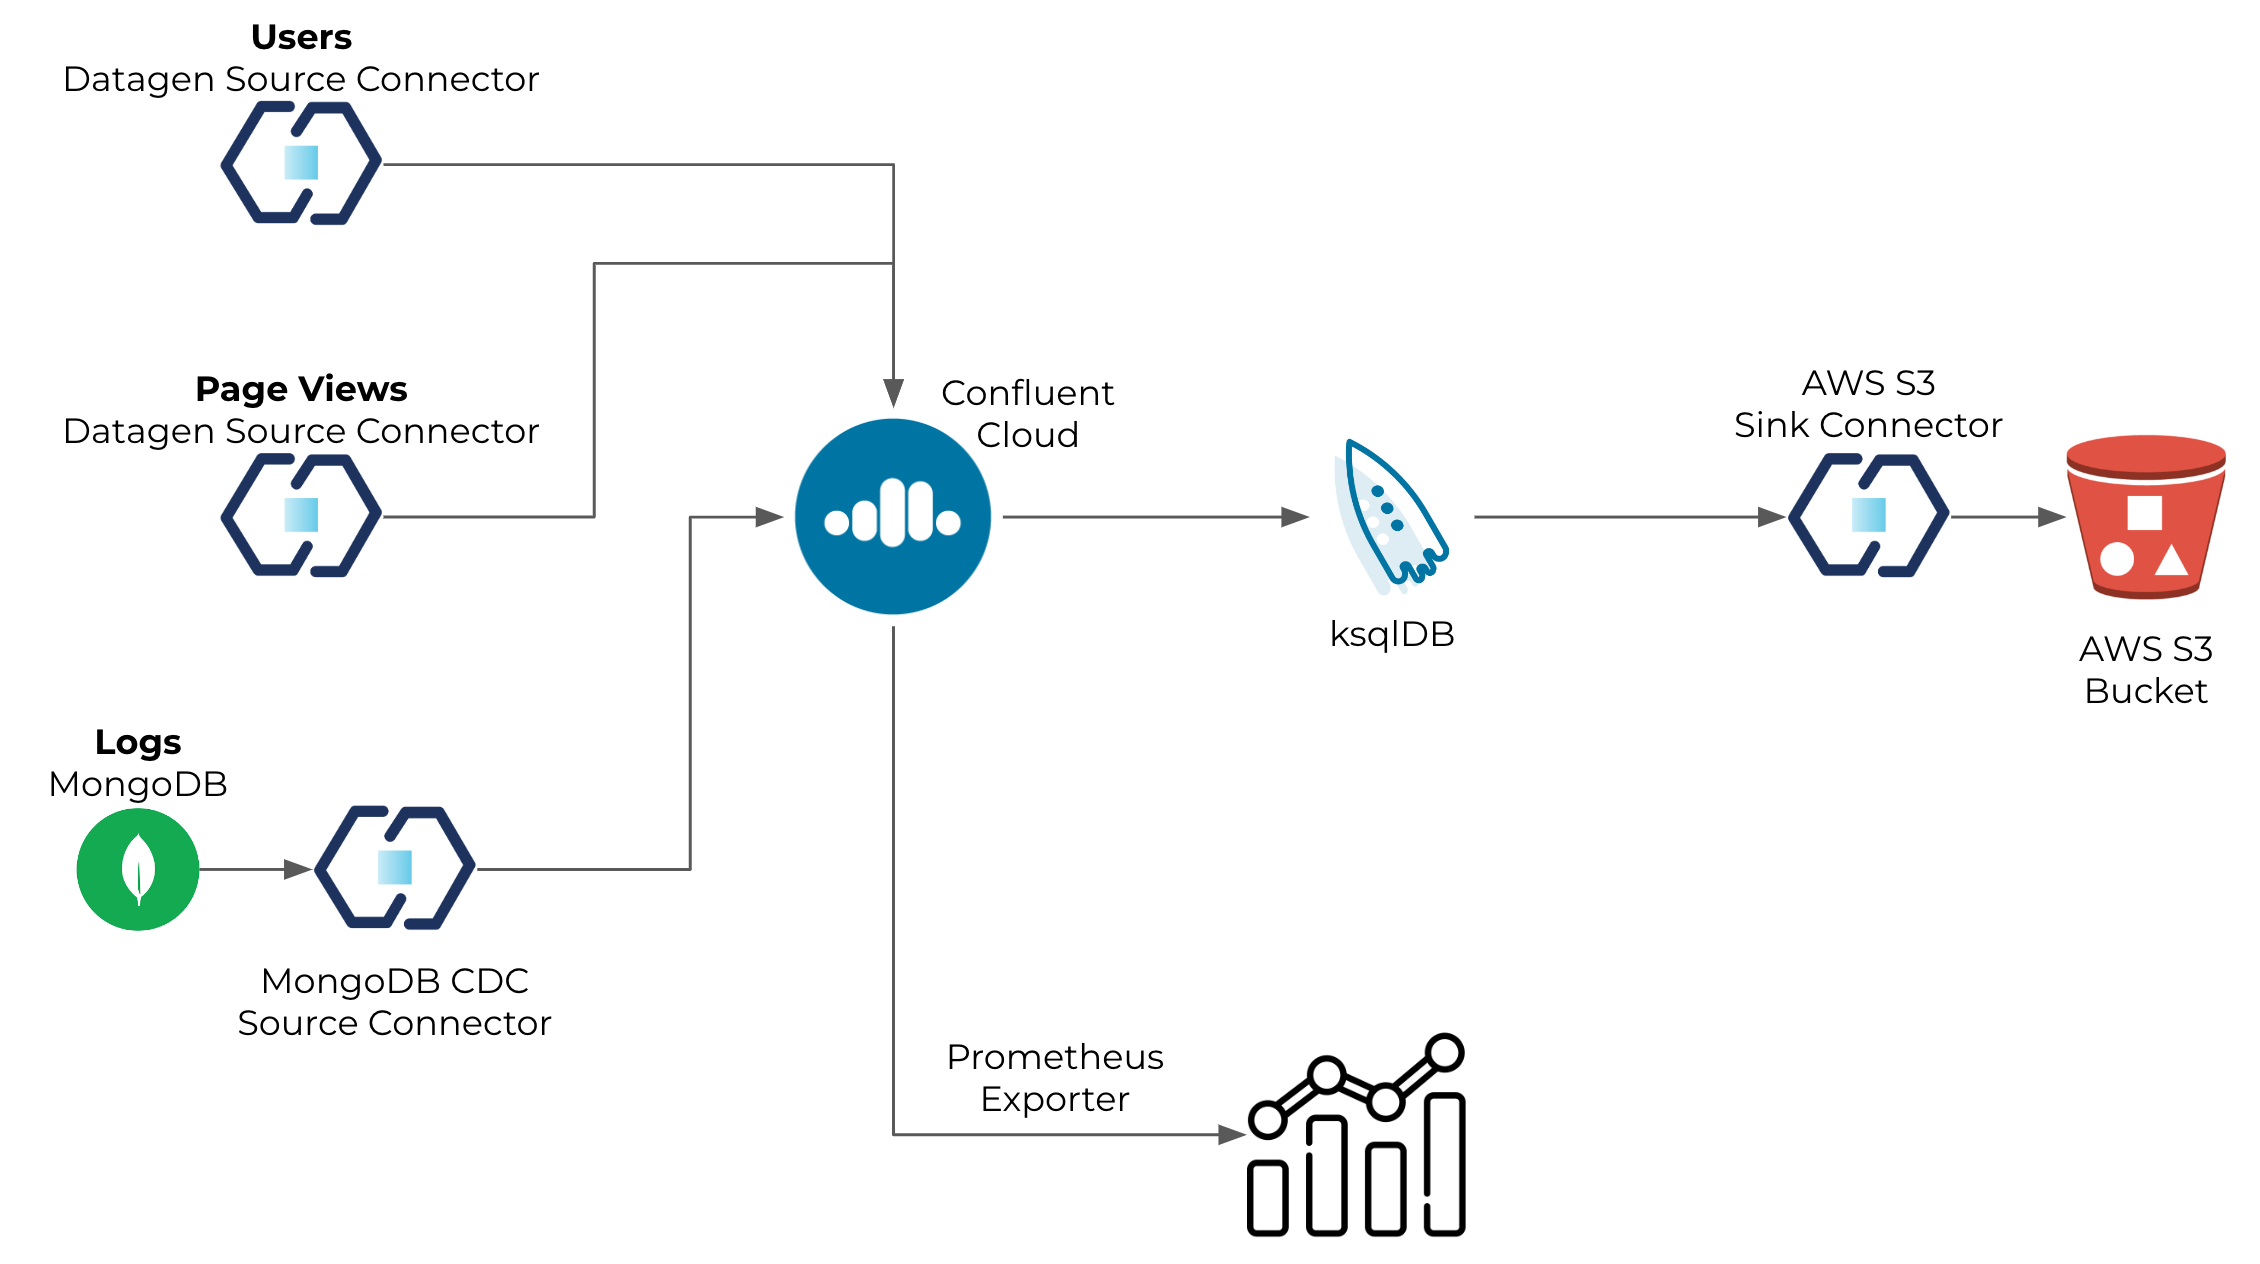 Users
Datagen Source Connector
Page Views
Datagen Source Connector
Confluent
Cloud
AWS S3
Sink Connector
ksqlDB
AWS S3
Bucket
Logs
MongoDB
MongoDB CDC
Source Connector
Prometheus
Exporter